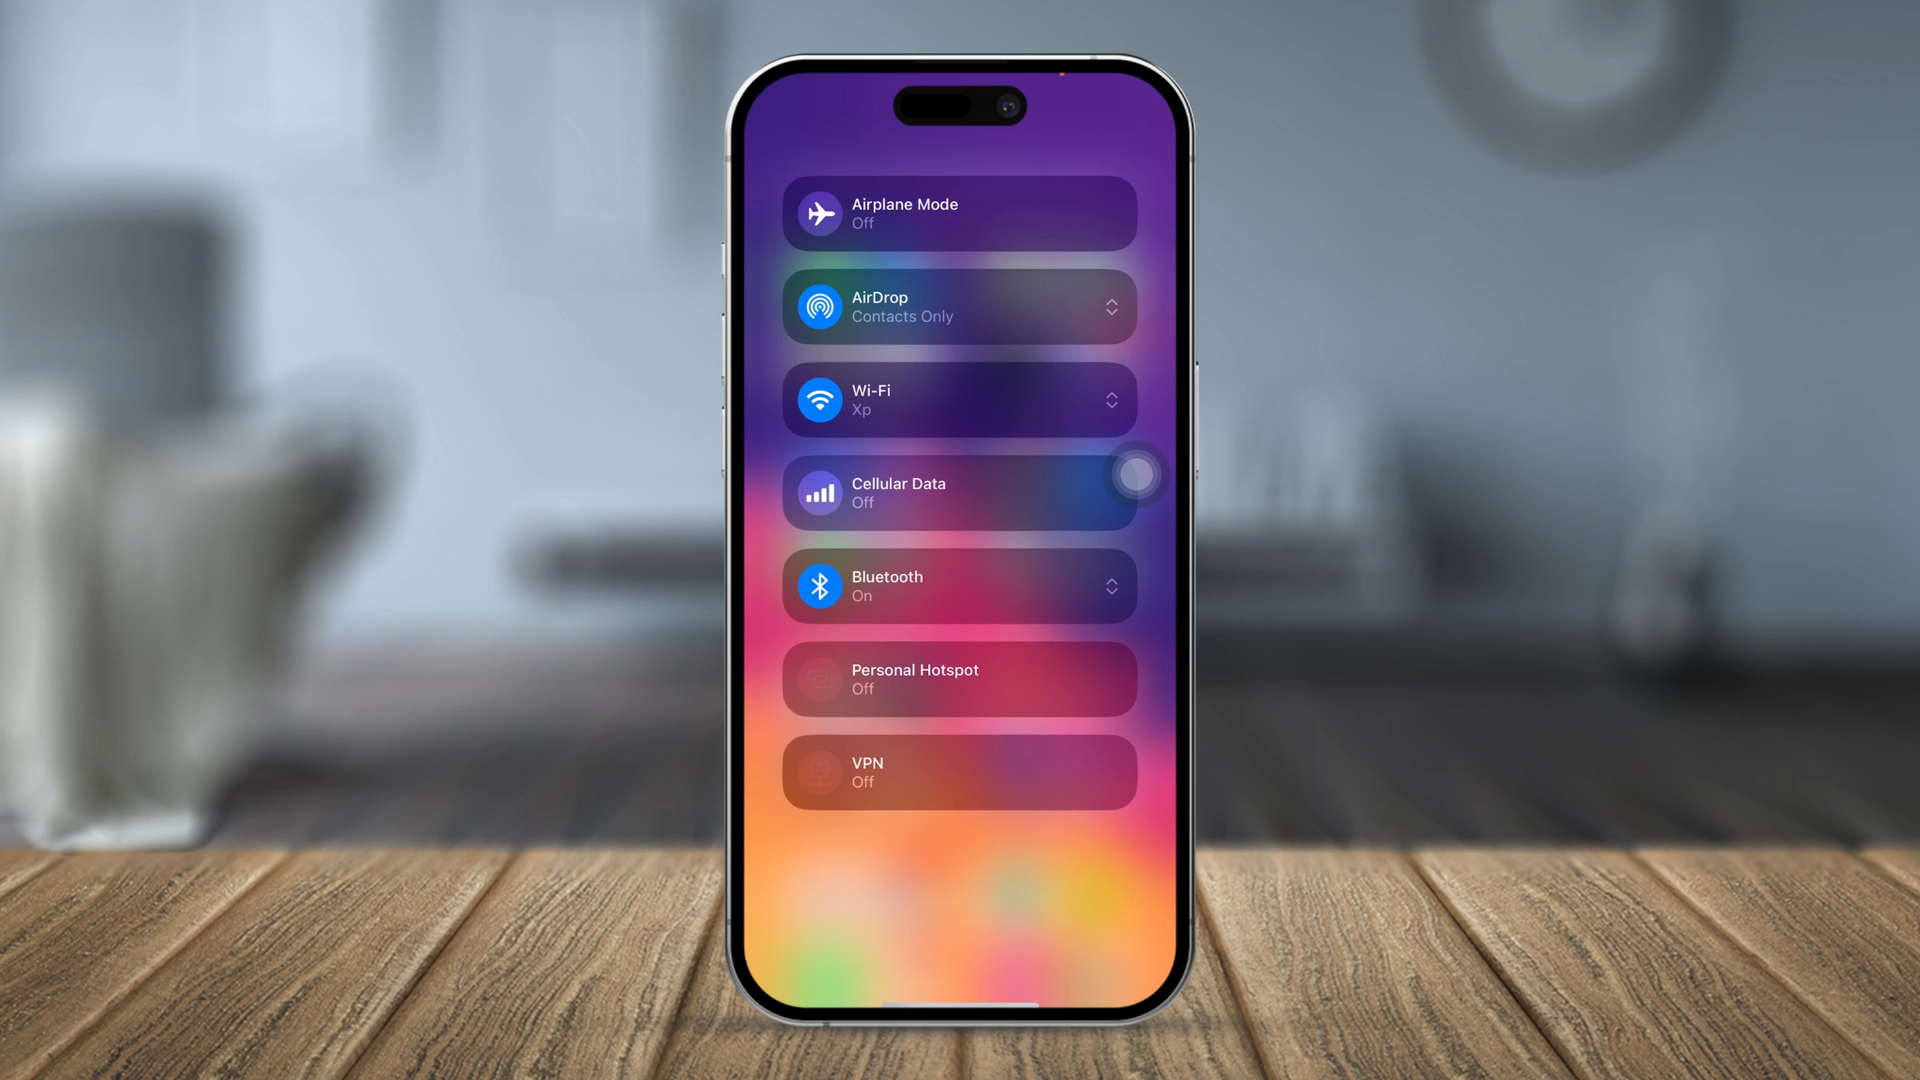 Airplane Mode
Off
AirDrop
Contacts Only
Wi-Fi
Xp
Cellular Data
Off
Bluetooth
On
Personal Hotspot
Off
VPN
Off